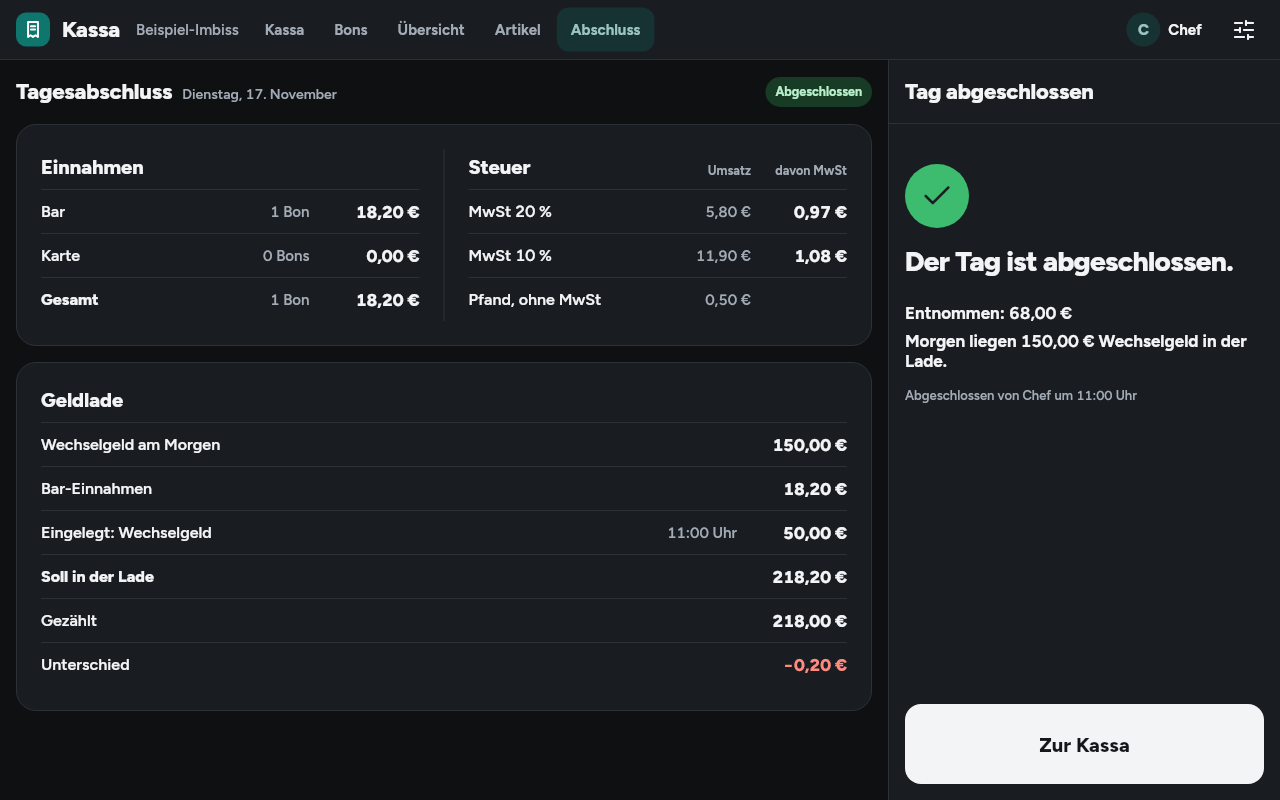 Kassa Beispiel-Imbiss Kassa Bons Übersicht Artikel Abschluss C Chef
Tagesabschluss Dienstag, 17. November Abgeschlossen
Einnahmen
Bar 1 Bon 18,20 €
Karte 0 Bons 0,00 €
Gesamt 1 Bon 18,20 €
Steuer Umsatz davon MwSt
MwSt 20 % 5,80 € 0,97 €
MwSt 10 % 11,90 € 1,08 €
Pfand, ohne MwSt 0,50 €
Geldlade
Wechselgeld am Morgen 150,00 €
Bar-Einnahmen 18,20 €
Eingelegt: Wechselgeld 11:00 Uhr 50,00 €
Soll in der Lade 218,20 €
Gezählt 218,00 €
Unterschied -0,20 €
Tag abgeschlossen
Der Tag ist abgeschlossen.
Entnommen: 68,00 €
Morgen liegen 150,00 € Wechselgeld in der
Lade.
Abgeschlossen von Chef um 11:00 Uhr
Zur Kassa